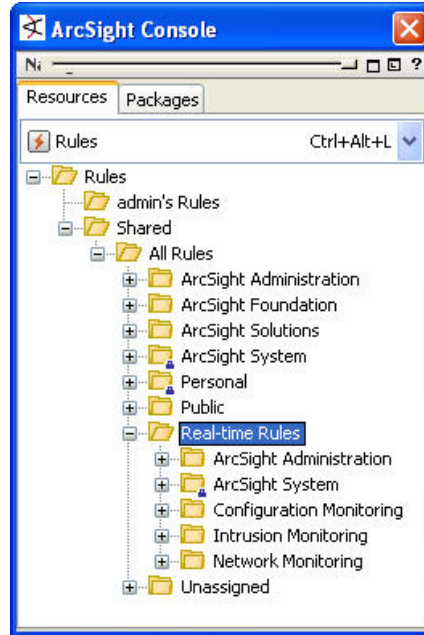 ArcSight Console
?
Resources Packages
Rules Ctrl+Alt+L
Rules
admin's Rules
Shared
All Rules
ArcSight Administration
ArcSight Foundation
ArcSight Solutions
ArcSight System
Personal
Public
Real-time Rules
ArcSight Administration
ArcSight System
Configuration Monitoring
Intrusion Monitoring
Network Monitoring
Unassigned